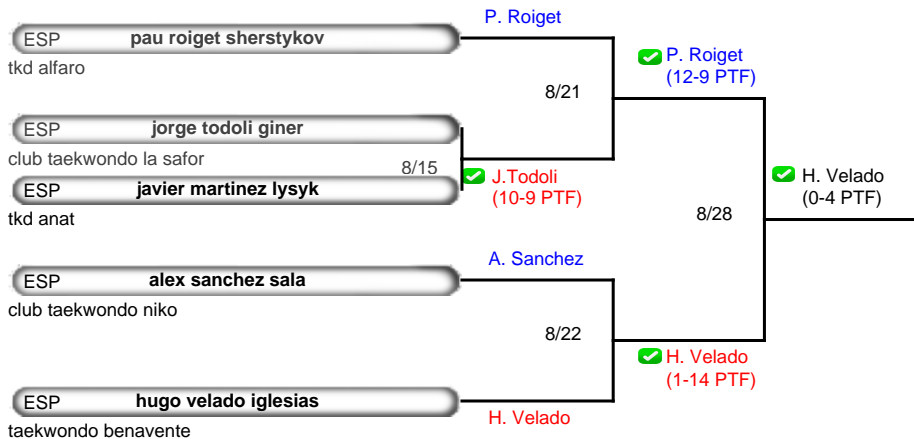 P. Roiget
ESP pau roiget sherstykov
tkd alfaro
P. Roiget
(12-9 PTF)
8/21
ESP jorge todoli giner
club taekwondo la safor
8/15
J.Todoli
(10-9 PTF)
ESP javier martinez lysyk
tkd anat
H. Velado
(0-4 PTF)
8/28
A. Sanchez
ESP alex sanchez sala
club taekwondo niko
8/22
H. Velado
(1-14 PTF)
ESP hugo velado iglesias
H. Velado
taekwondo benavente